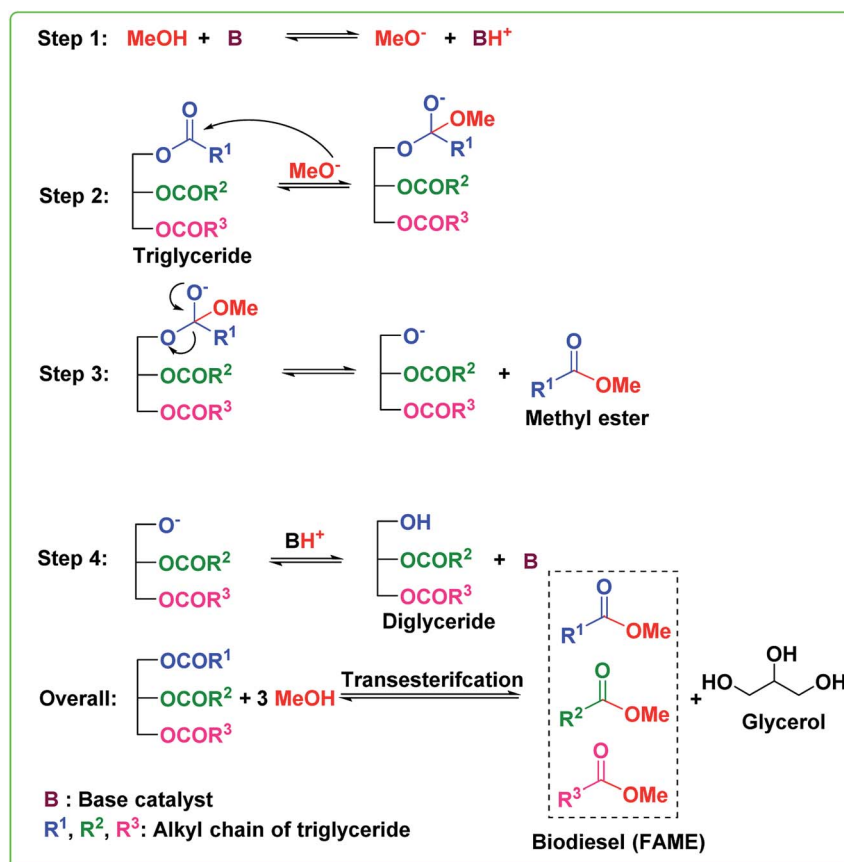 Step 1: MeOH + B MeO⁻ + BH⁺
O
O R¹
OCOR²
OCOR³
Triglyceride
Step 2:
MeO⁻
O⁻
OMe
O R¹
OCOR²
OCOR³
Step 3:
O⁻
OMe
O R¹
OCOR²
OCOR³
O⁻
OCOR²
OCOR³
+
O
R¹ OMe
Methyl ester
Step 4:
O⁻
OCOR²
OCOR³
BH⁺
OH
OCOR²
OCOR³
Diglyceride
+ B
Overall:
OCOR¹
OCOR²
OCOR³
+ 3 MeOH
Transesterifcation
O
R¹ OMe
O
R² OMe
O
R³ OMe
+
OH
HO OH
Glycerol
B : Base catalyst
R¹, R², R³: Alkyl chain of triglyceride
Biodiesel (FAME)